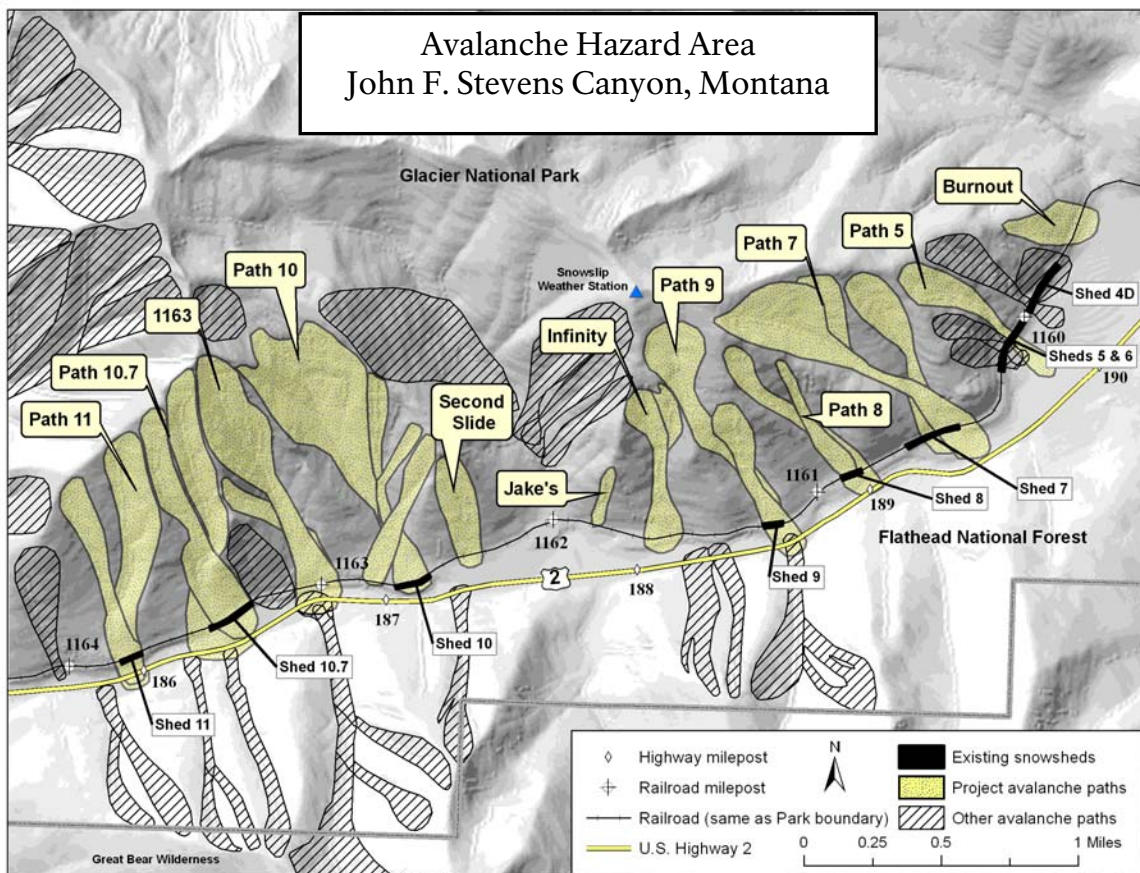 Avalanche Hazard Area
John F. Stevens Canyon, Montana
Glacier National Park
Burnout
Path 5
Path 7
Path 10
Snowslip
Weather Station
Path 9
Shed 4D
1163
Infinity
1160
Sheds 5 & 6
190
Path 10.7
Second
Slide
Path 8
Path 11
Jake's
1161
Shed 7
Shed 8
189
1162
Flathead National Forest
1163
2
188
Shed 9
187
Shed 10
1164
Shed 10.7
186
Shed 11
Great Bear Wilderness
Highway milepost
Railroad milepost
Railroad (same as Park boundary)
U.S. Highway 2
N
Existing snowsheds
Project avalanche paths
Other avalanche paths
0 0.25 0.5 1 Miles